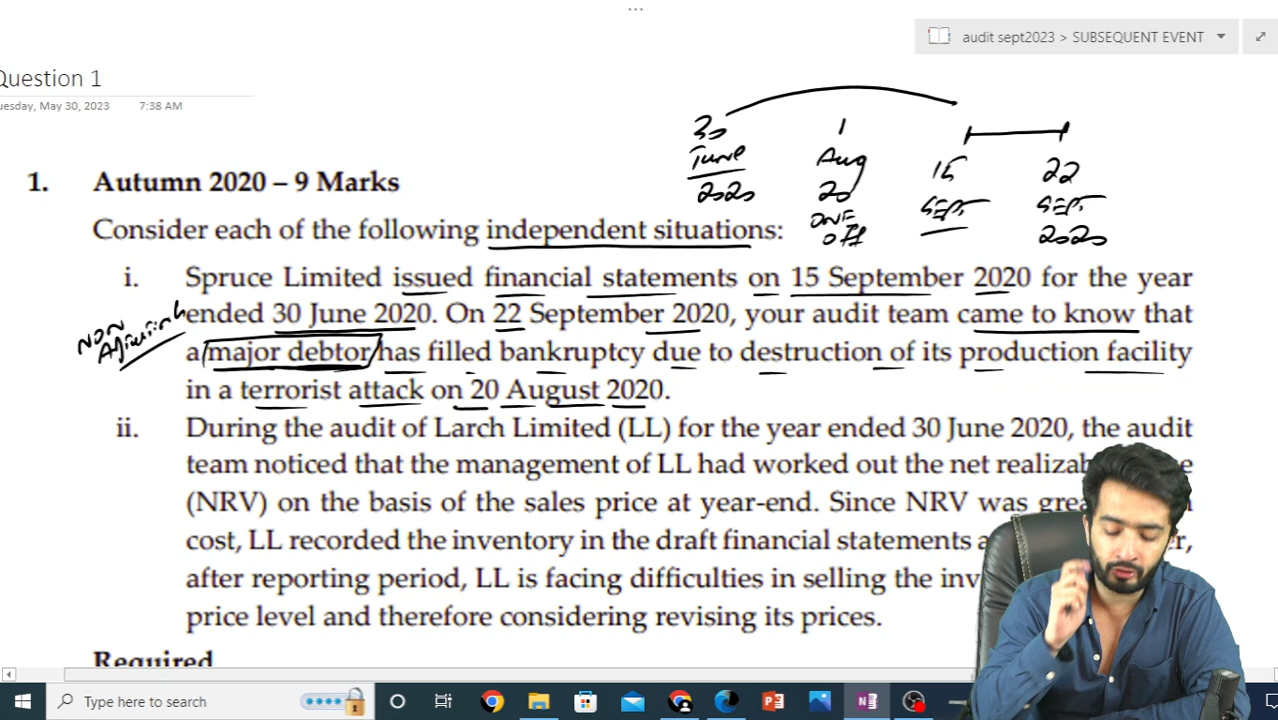 ...
audit sept2023 > SUBSEQUENT EVENT
Question 1
uesday, May 30, 2023 7:38 AM
30 June 2020
1 Aug 20 one off
15 Sept
22 Sept 2020
1. Autumn 2020 – 9 Marks
Consider each of the following independent situations:
i. Spruce Limited issued financial statements on 15 September 2020 for the year
ended 30 June 2020. On 22 September 2020, your audit team came to know that
Non Adjusting
a major debtor has filled bankruptcy due to destruction of its production facility
in a terrorist attack on 20 August 2020.
ii. During the audit of Larch Limited (LL) for the year ended 30 June 2020, the audit
team noticed that the management of LL had worked out the net realizab
(NRV) on the basis of the sales price at year-end. Since NRV was grea
cost, LL recorded the inventory in the draft financial statements a
after reporting period, LL is facing difficulties in selling the inv
price level and therefore considering revising its prices.
Required
Type here to search